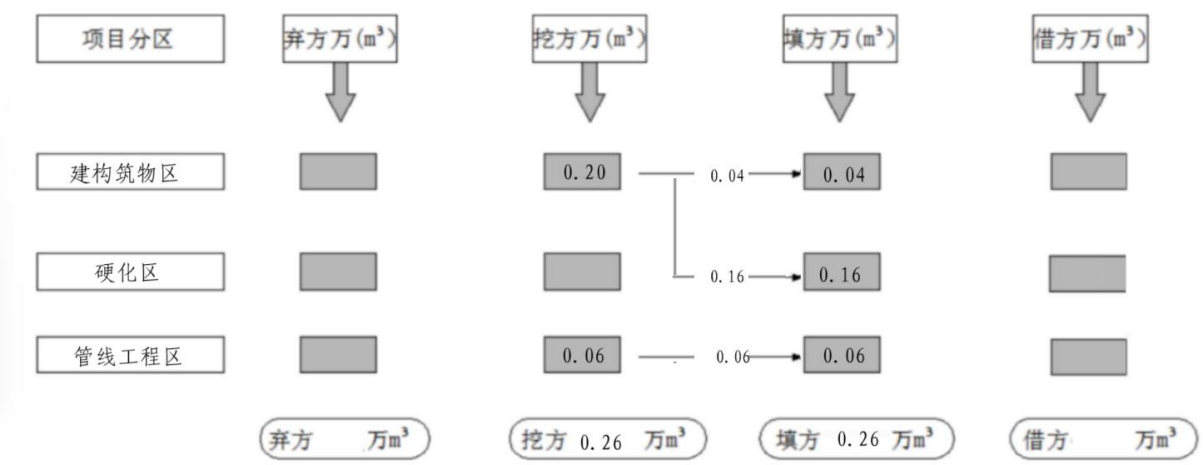 项目分区 弃方万(m³) 挖方万(m³) 填方万(m³) 借方万(m³)
建构筑物区 0.20 0.04 0.04
硬化区 0.16 0.16
管线工程区 0.06 0.06 0.06
弃方 万m³ 挖方 0.26 万m³ 填方 0.26 万m³ 借方 万m³